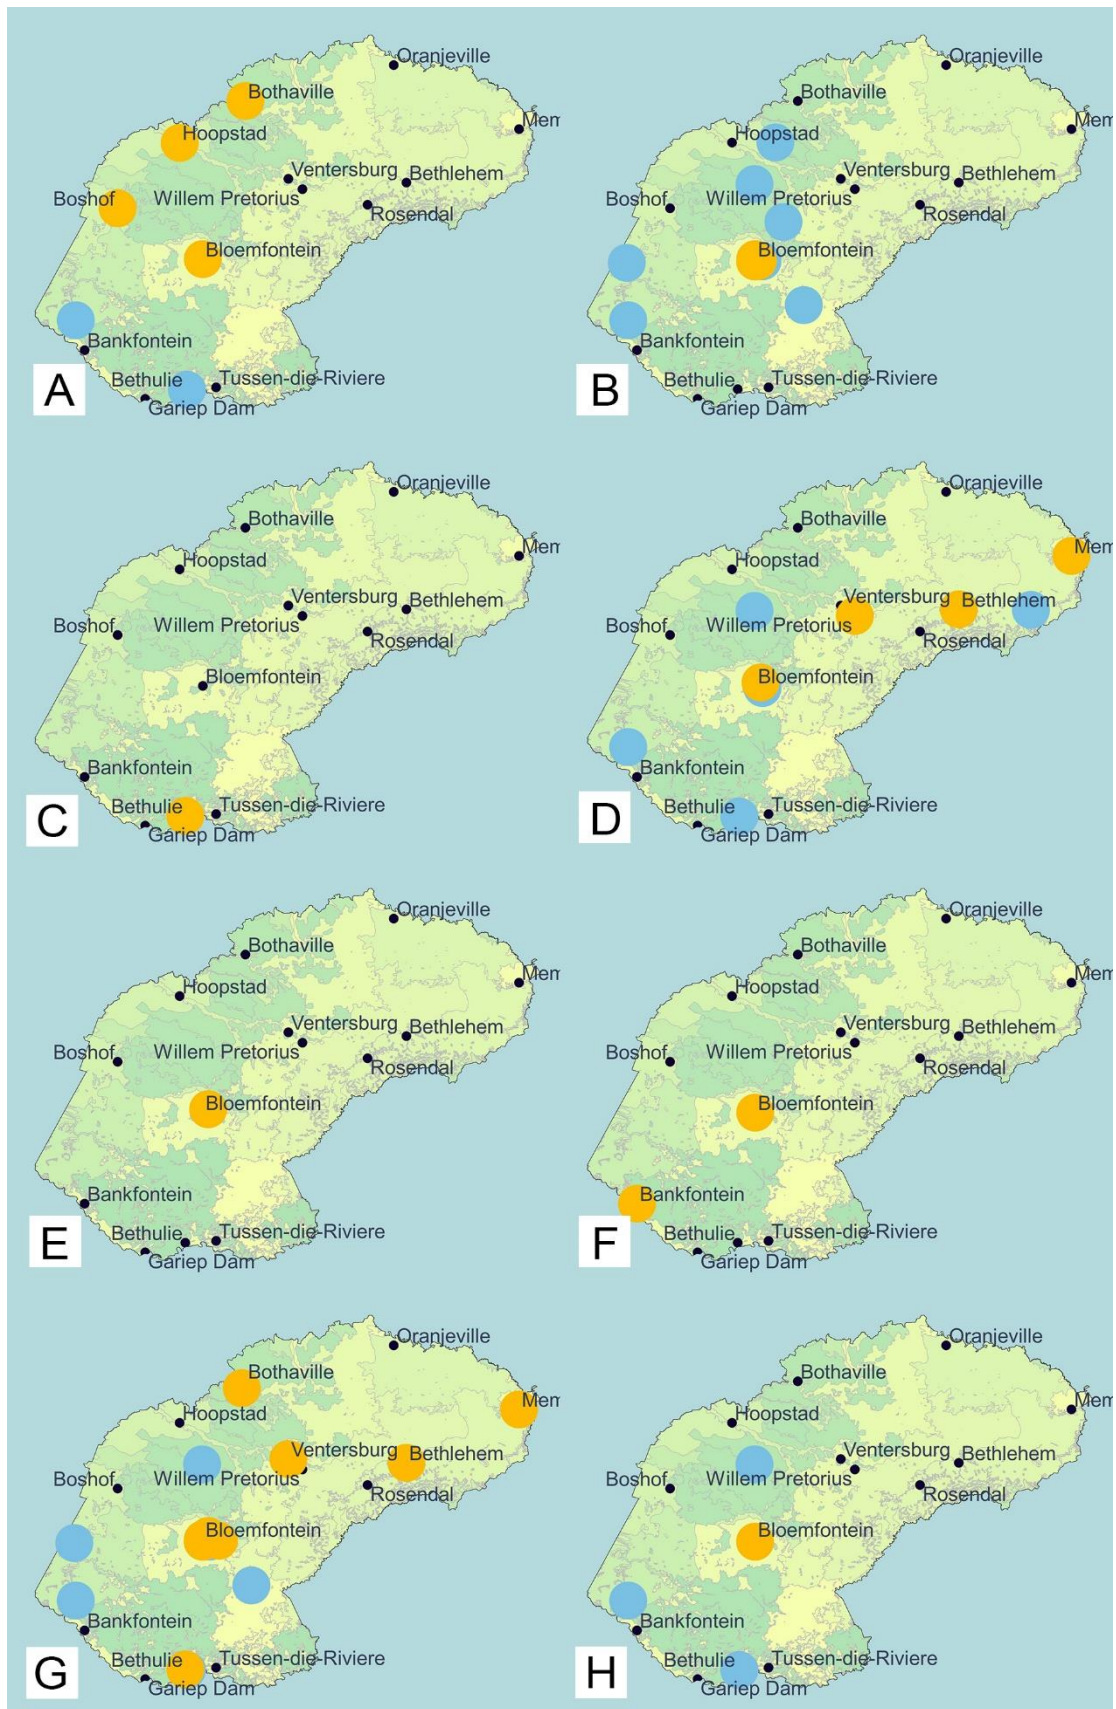 Oranjeville
Bothaville
Mem
Hoopstad
Ventersburg
Bethlehem
Boshof
Willem Pretorius
Rosendal
Bloemfontein
Bankfontein
Bethulie
Tussen-die-Riviere
Gariep Dam
A
Oranjeville
Bothaville
Mem
Hoopstad
Ventersburg
Bethlehem
Boshof
Willem Pretorius
Rosendal
Bloemfontein
Bankfontein
Bethulie
Tussen-die-Riviere
Gariep Dam
B
Oranjeville
Bothaville
Mem
Hoopstad
Ventersburg
Bethlehem
Boshof
Willem Pretorius
Rosendal
Bloemfontein
Bankfontein
Bethulie
Tussen-die-Riviere
Gariep Dam
C
Oranjeville
Bothaville
Mem
Hoopstad
Ventersburg
Bethlehem
Boshof
Willem Pretorius
Rosendal
Bloemfontein
Bankfontein
Bethulie
Tussen-die-Riviere
Gariep Dam
D
Oranjeville
Bothaville
Mem
Hoopstad
Ventersburg
Bethlehem
Boshof
Willem Pretorius
Rosendal
Bloemfontein
Bankfontein
Bethulie
Tussen-die-Riviere
Gariep Dam
E
Oranjeville
Bothaville
Mem
Hoopstad
Ventersburg
Bethlehem
Boshof
Willem Pretorius
Rosendal
Bloemfontein
Bankfontein
Bethulie
Tussen-die-Riviere
Gariep Dam
F
Oranjeville
Bothaville
Mem
Hoopstad
Ventersburg
Bethlehem
Boshof
Willem Pretorius
Rosendal
Bloemfontein
Bankfontein
Bethulie
Tussen-die-Riviere
Gariep Dam
G
Oranjeville
Bothaville
Mem
Hoopstad
Ventersburg
Bethlehem
Boshof
Willem Pretorius
Rosendal
Bloemfontein
Bankfontein
Bethulie
Tussen-die-Riviere
Gariep Dam
H